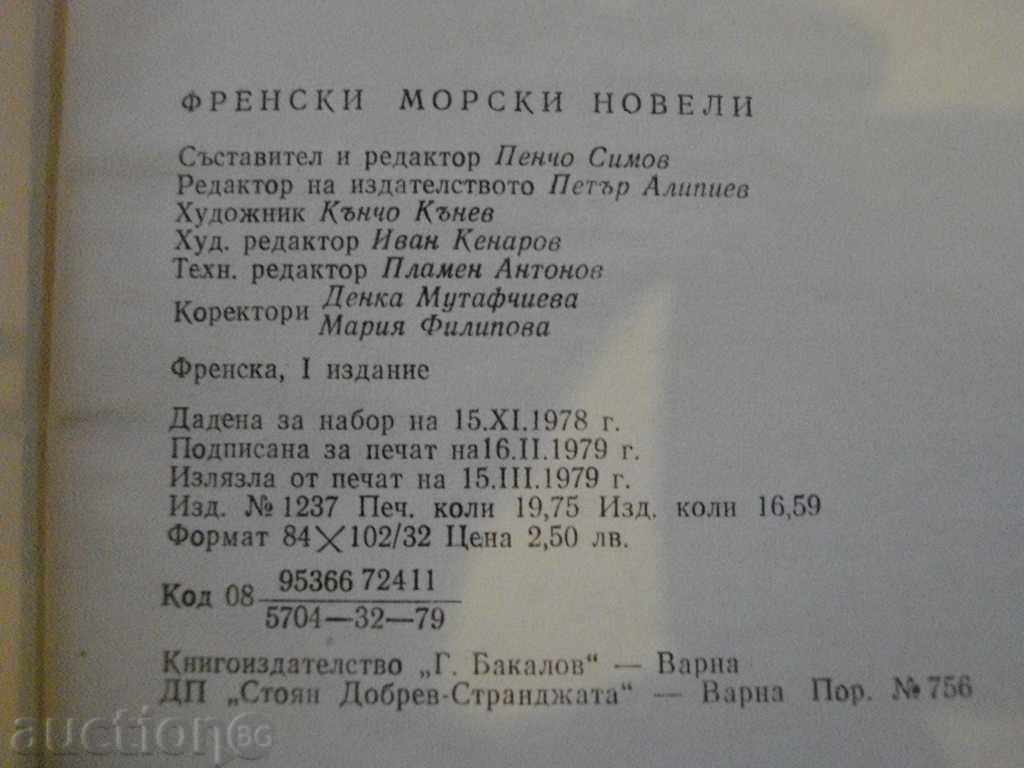 ФРЕНСКИ МОРСКИ НОВЕЛИ
Съставител и редактор Пенчо Симов
Редактор на издателството Петър Алипиев
Художник Кънчо Кънев
Худ. редактор Иван Кенаров
Техн. редактор Пламен Антонов
Коректори Денка Мутафчиева
Мария Филипова
Френска, I издание
Дадена за набор на 15.XI.1978 г.
Подписана за печат на16.II.1979 г.
Излязла от печат на 15.III.1979 г.
Изд. № 1237 Печ. коли 19,75 Изд. коли 16,59
Формат 84×102/32 Цена 2,50 лв.
Код 08 95366 72411
5704—32—79
Книгоиздателство „Г. Бакалов“ — Варна
ДП „Стоян Добрев-Странджата“ — Варна Пор. № 756
auction BG